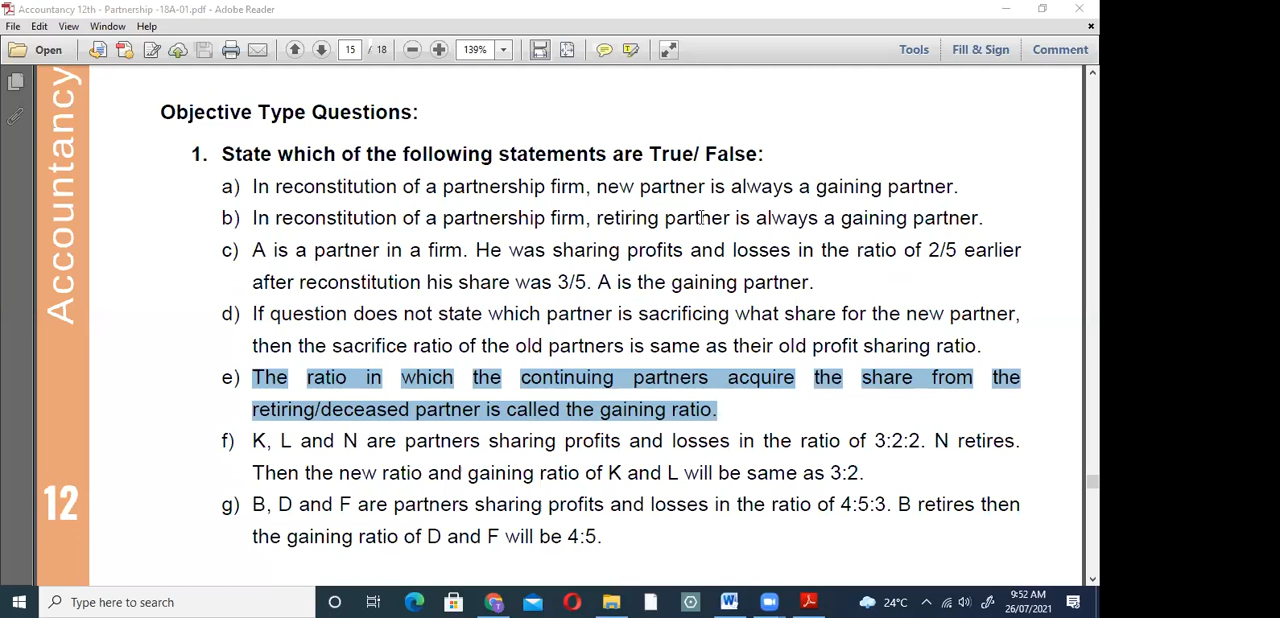 Accountancy 12th - Partnership -18A-01.pdf - Adobe Reader
File Edit View Window Help
Open 15 / 18 139% Tools Fill & Sign Comment
Accountancy
12
Objective Type Questions:
1. State which of the following statements are True/ False:
a) In reconstitution of a partnership firm, new partner is always a gaining partner.
b) In reconstitution of a partnership firm, retiring partner is always a gaining partner.
c) A is a partner in a firm. He was sharing profits and losses in the ratio of 2/5 earlier
after reconstitution his share was 3/5. A is the gaining partner.
d) If question does not state which partner is sacrificing what share for the new partner,
then the sacrifice ratio of the old partners is same as their old profit sharing ratio.
e) The ratio in which the continuing partners acquire the share from the
retiring/deceased partner is called the gaining ratio.
f) K, L and N are partners sharing profits and losses in the ratio of 3:2:2. N retires.
Then the new ratio and gaining ratio of K and L will be same as 3:2.
g) B, D and F are partners sharing profits and losses in the ratio of 4:5:3. B retires then
the gaining ratio of D and F will be 4:5.
Type here to search 24°C 9:52 AM
26/07/2021